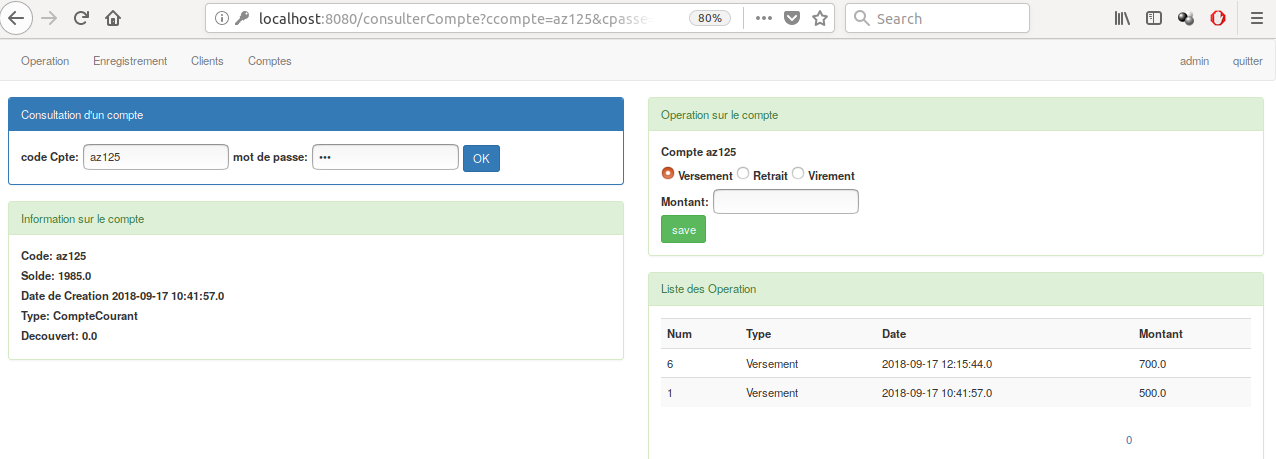 localhost:8080/consulterCompte?ccompte=az125&cpasse=
80%
Search
Operation Enregistrement Clients Comptes admin quitter
Consultation d'un compte
code Cpte: az125 mot de passe: ••• OK
Information sur le compte
Code: az125
Solde: 1985.0
Date de Creation 2018-09-17 10:41:57.0
Type: CompteCourant
Decouvert: 0.0
Operation sur le compte
Compte az125
Versement Retrait Virement
Montant:
save
Liste des Operation
Num Type Date Montant
6 Versement 2018-09-17 12:15:44.0 700.0
1 Versement 2018-09-17 10:41:57.0 500.0
0